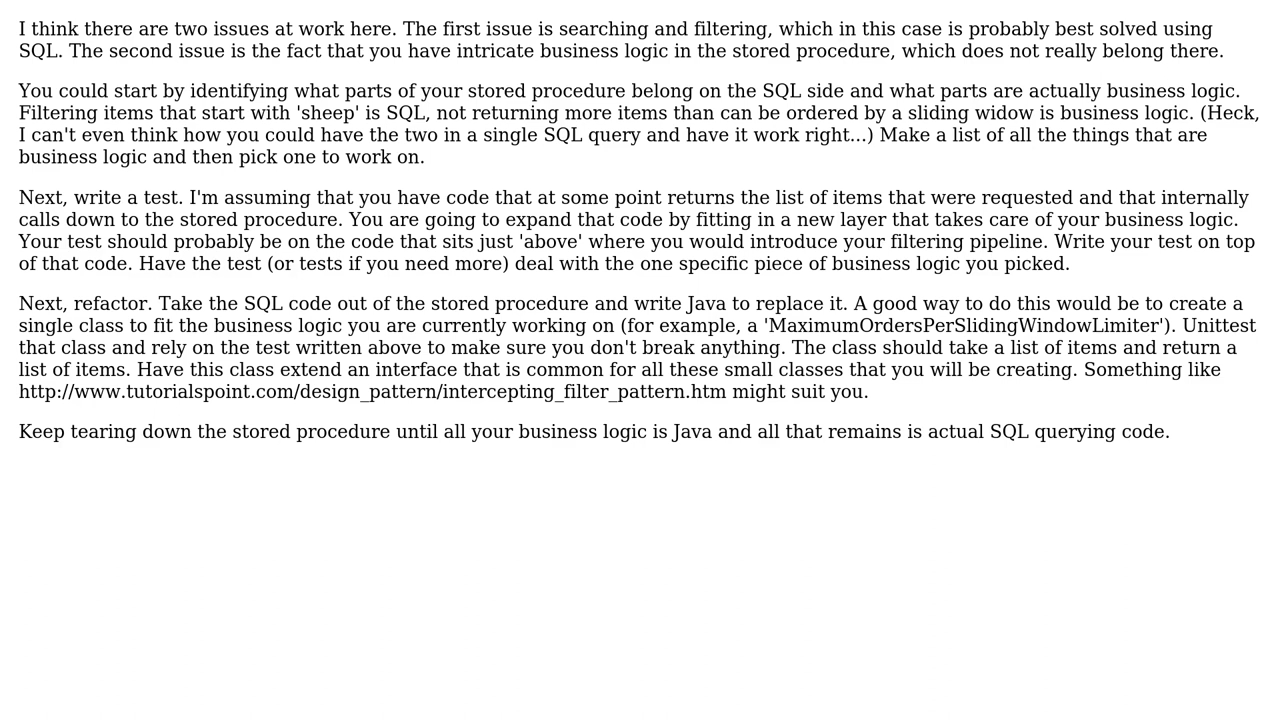 I think there are two issues at work here. The first issue is searching and filtering, which in this case is probably best solved using
SQL. The second issue is the fact that you have intricate business logic in the stored procedure, which does not really belong there.
You could start by identifying what parts of your stored procedure belong on the SQL side and what parts are actually business logic.
Filtering items that start with 'sheep' is SQL, not returning more items than can be ordered by a sliding widow is business logic. (Heck,
I can't even think how you could have the two in a single SQL query and have it work right...) Make a list of all the things that are
business logic and then pick one to work on.
Next, write a test. I'm assuming that you have code that at some point returns the list of items that were requested and that internally
calls down to the stored procedure. You are going to expand that code by fitting in a new layer that takes care of your business logic.
Your test should probably be on the code that sits just 'above' where you would introduce your filtering pipeline. Write your test on top
of that code. Have the test (or tests if you need more) deal with the one specific piece of business logic you picked.
Next, refactor. Take the SQL code out of the stored procedure and write Java to replace it. A good way to do this would be to create a
single class to fit the business logic you are currently working on (for example, a 'MaximumOrdersPerSlidingWindowLimiter'). Unittest
that class and rely on the test written above to make sure you don't break anything. The class should take a list of items and return a
list of items. Have this class extend an interface that is common for all these small classes that you will be creating. Something like
http://www.tutorialspoint.com/design_pattern/intercepting_filter_pattern.htm might suit you.
Keep tearing down the stored procedure until all your business logic is Java and all that remains is actual SQL querying code.